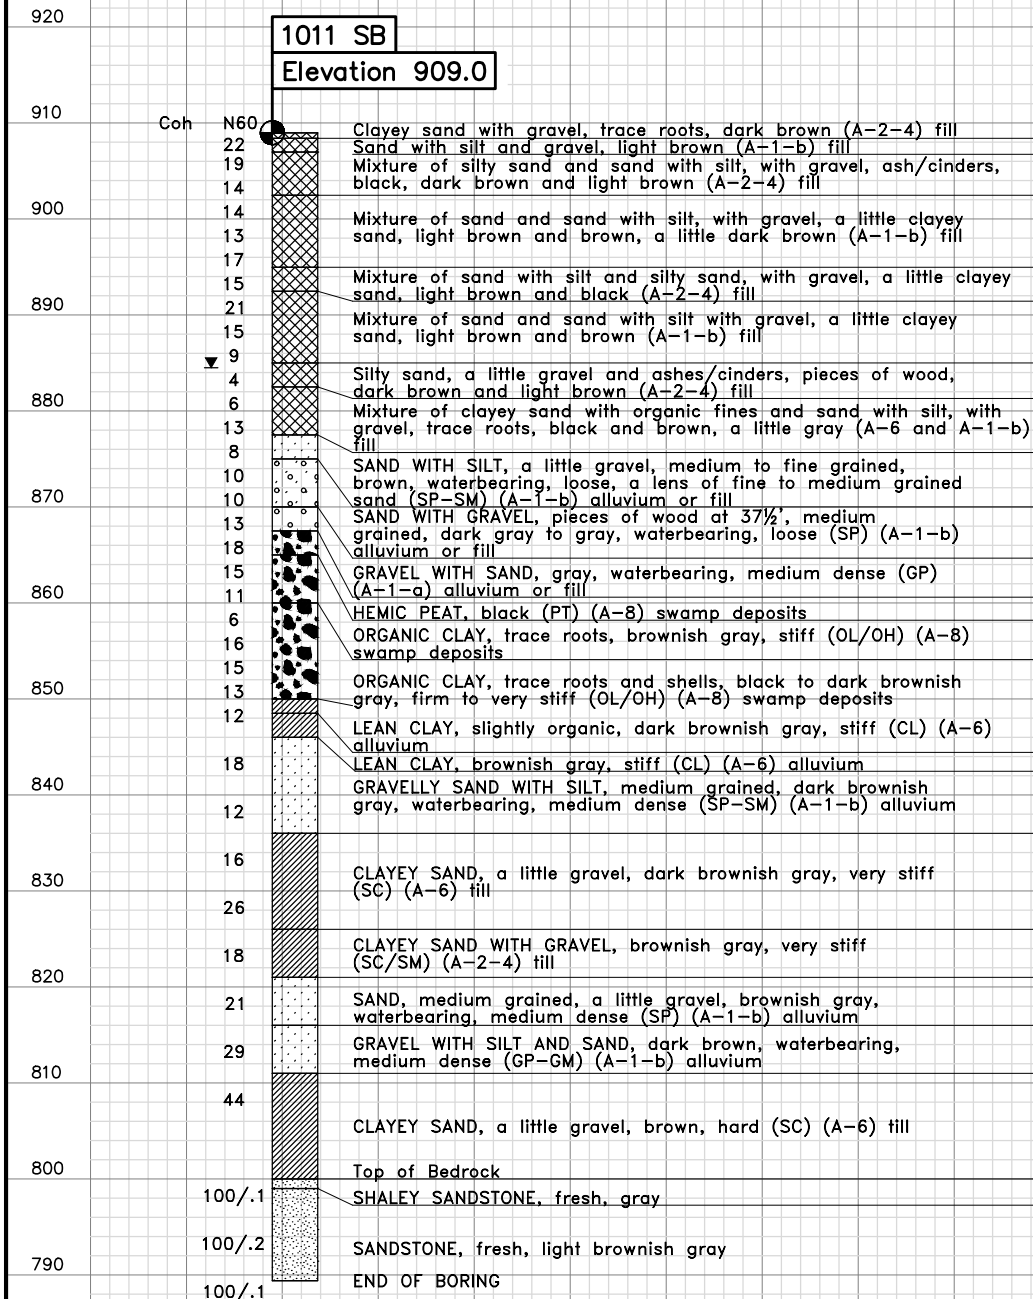 920
1011 SB
Elevation 909.0
910
Coh N60
Clayey sand with gravel, trace roots, dark brown (A-2-4) fill
22
Sand with silt and gravel, light brown (A-1-b) fill
19
Mixture of silty sand and sand with silt, with gravel, ash/cinders,
black, dark brown and light brown (A-2-4) fill
14
900
14
Mixture of sand and sand with silt, with gravel, a little clayey
sand, light brown and brown, a little dark brown (A-1-b) fill
13
17
Mixture of sand with silt and silty sand, with gravel, a little clayey
sand, light brown and black (A-2-4) fill
15
890
21
Mixture of sand and sand with silt with gravel, a little clayey
sand, light brown and brown (A-1-b) fill
15
9
Silty sand, a little gravel and ashes/cinders, pieces of wood,
dark brown and light brown (A-2-4) fill
4
880
6
Mixture of clayey sand with organic fines and sand with silt, with
gravel, trace roots, black and brown, a little gray (A-6 and A-1-b)
fill
13
8
SAND WITH SILT, a little gravel, medium to fine grained,
brown, waterbearing, loose, a lens of fine to medium grained
sand (SP-SM) (A-1-b) alluvium or fill
10
870
10
SAND WITH GRAVEL, pieces of wood at 37½', medium
grained, dark gray to gray, waterbearing, loose (SP) (A-1-b)
alluvium or fill
13
18
GRAVEL WITH SAND, gray, waterbearing, medium dense (GP)
(A-1-a) alluvium or fill
15
860
11
HEMIC PEAT, black (PT) (A-8) swamp deposits
6
ORGANIC CLAY, trace roots, brownish gray, stiff (OL/OH) (A-8)
swamp deposits
16
15
ORGANIC CLAY, trace roots and shells, black to dark brownish
gray, firm to very stiff (OL/OH) (A-8) swamp deposits
850
13
12
LEAN CLAY, slightly organic, dark brownish gray, stiff (CL) (A-6)
alluvium
18
LEAN CLAY, brownish gray, stiff (CL) (A-6) alluvium
840
GRAVELLY SAND WITH SILT, medium grained, dark brownish
gray, waterbearing, medium dense (SP-SM) (A-1-b) alluvium
12
16
830
CLAYEY SAND, a little gravel, dark brownish gray, very stiff
(SC) (A-6) till
26
18
CLAYEY SAND WITH GRAVEL, brownish gray, very stiff
(SC/SM) (A-2-4) till
820
21
SAND, medium grained, a little gravel, brownish gray,
waterbearing, medium dense (SP) (A-1-b) alluvium
29
GRAVEL WITH SILT AND SAND, dark brown, waterbearing,
medium dense (GP-GM) (A-1-b) alluvium
810
44
CLAYEY SAND, a little gravel, brown, hard (SC) (A-6) till
800
Top of Bedrock
100/.1
SHALEY SANDSTONE, fresh, gray
100/.2
SANDSTONE, fresh, light brownish gray
790
END OF BORING
100/.1